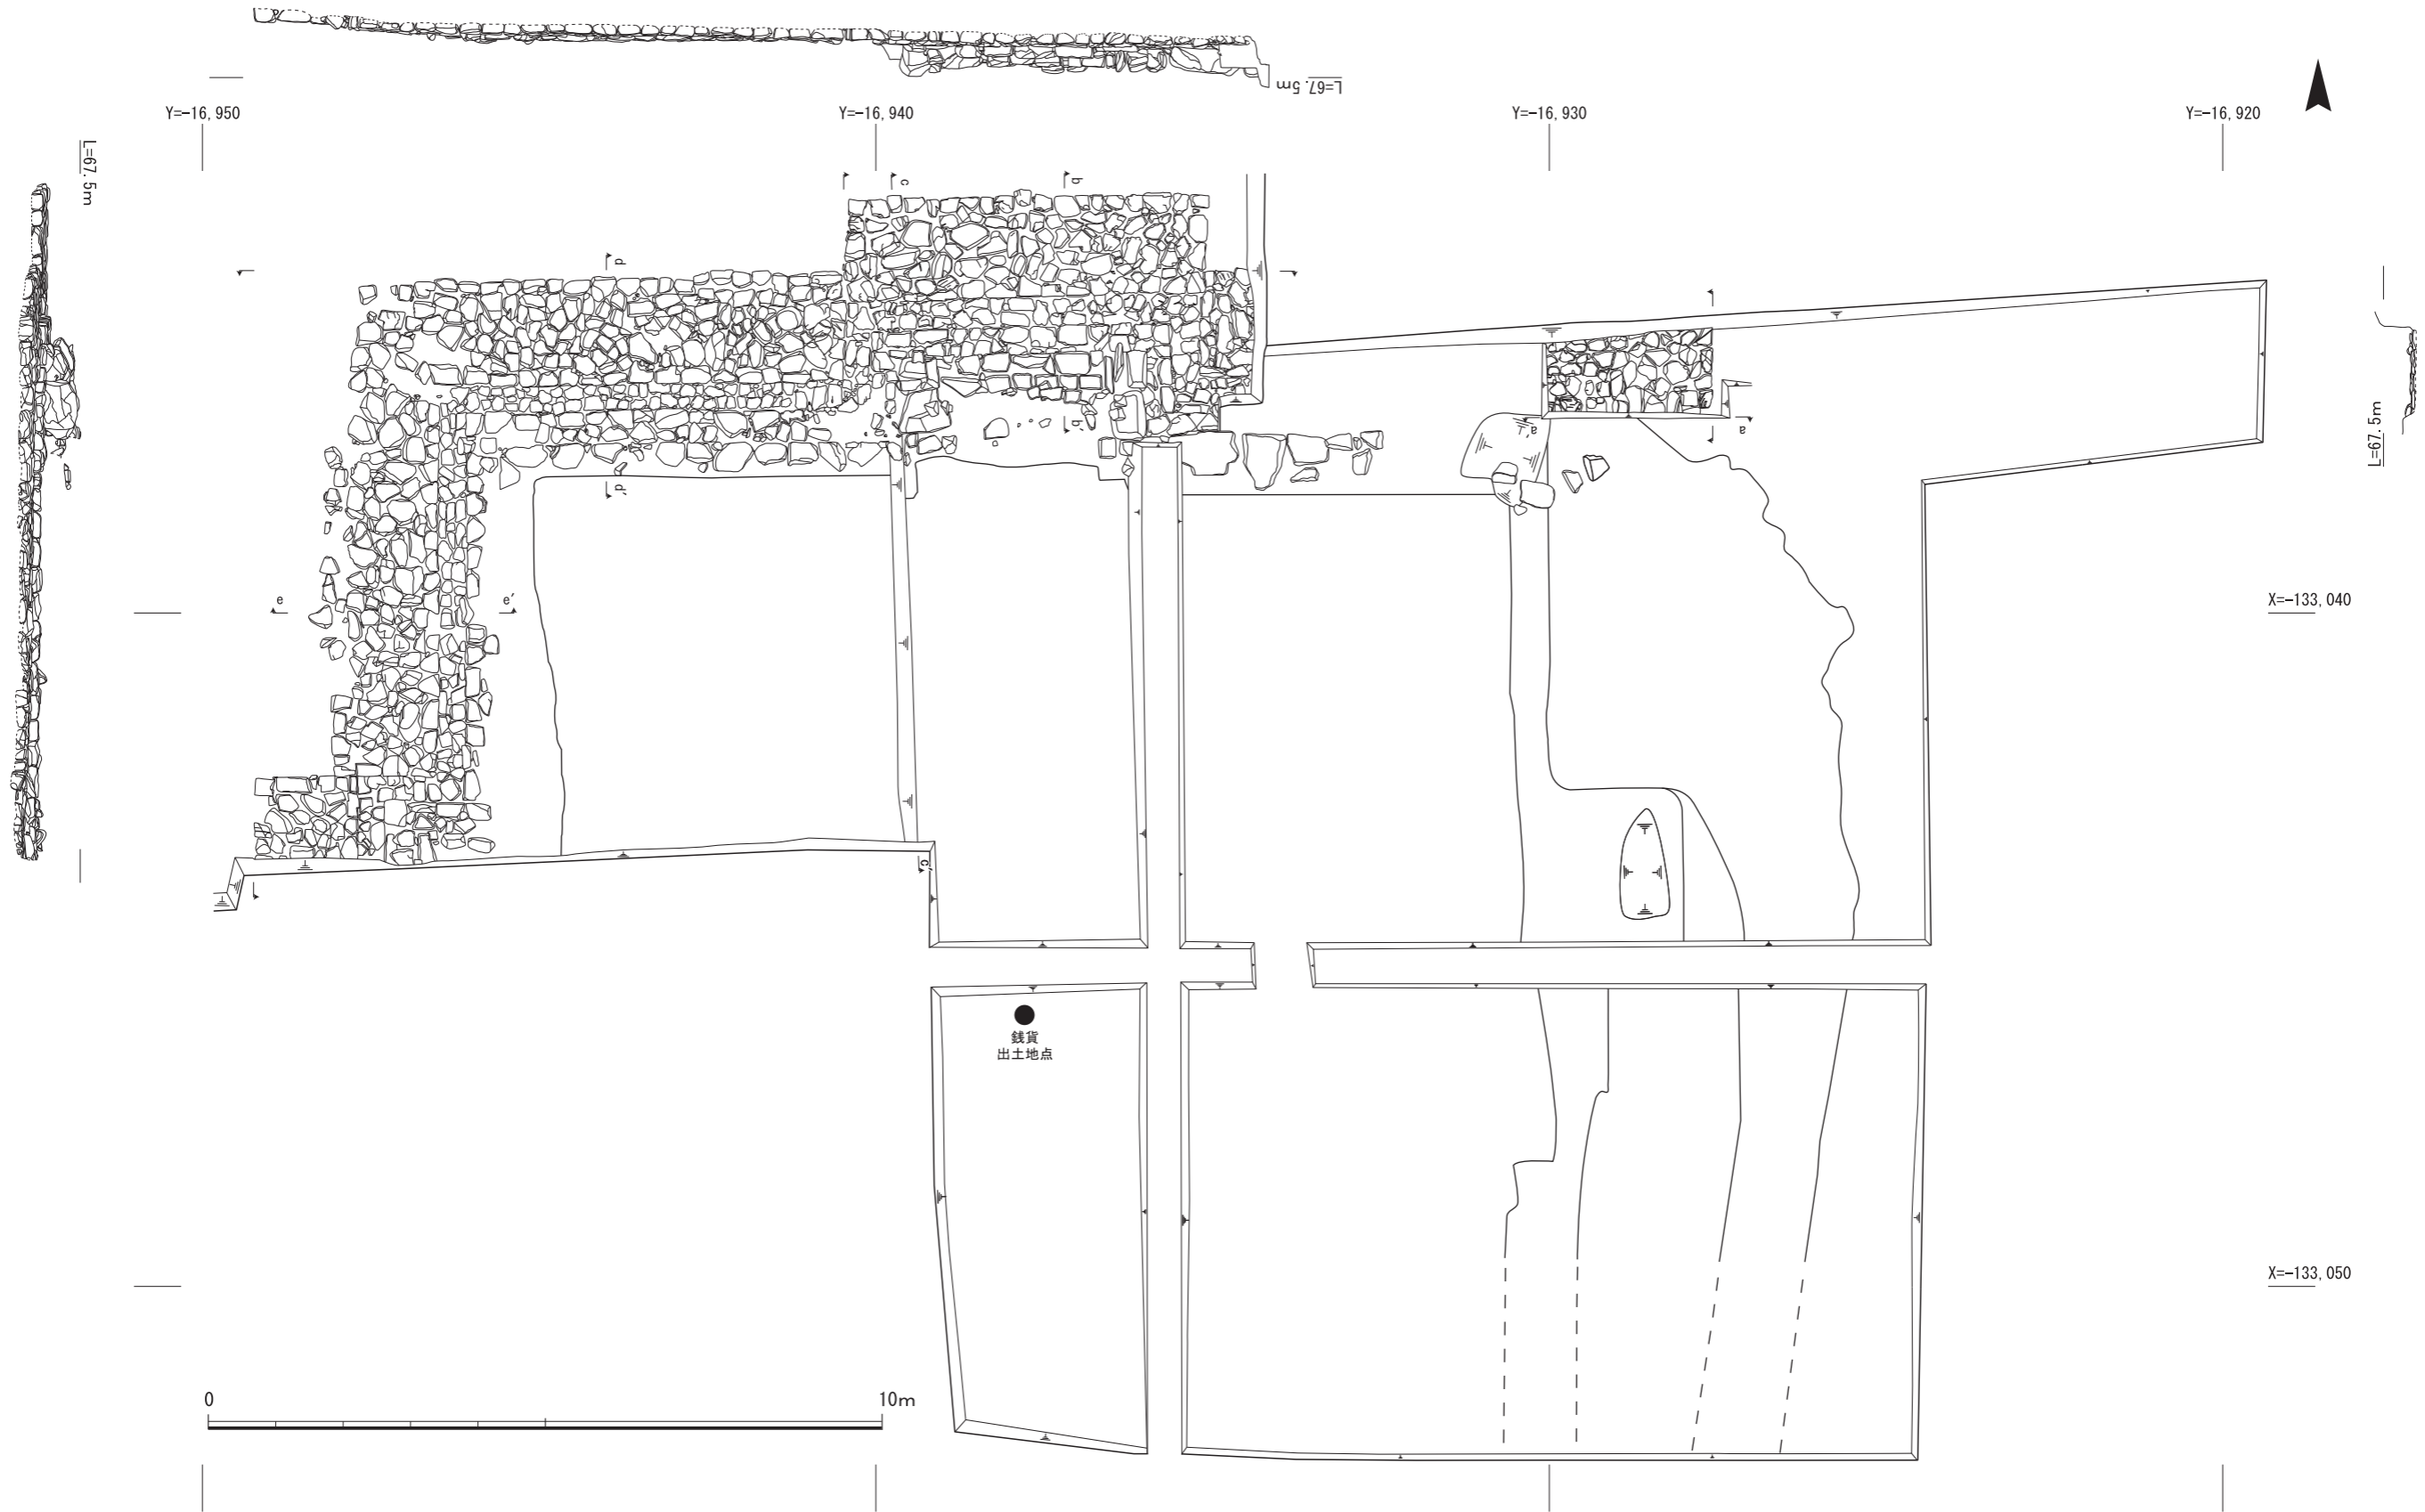 L=67.5m
Y=-16,950
Y=-16,940
Y=-16,930
Y=-16,920
L=67.5m
c
b
d
a′
a
b′
L=67.5m
d′
e
e′
X=-133,040
c′
銭貨
出土地点
X=-133,050
0
10m